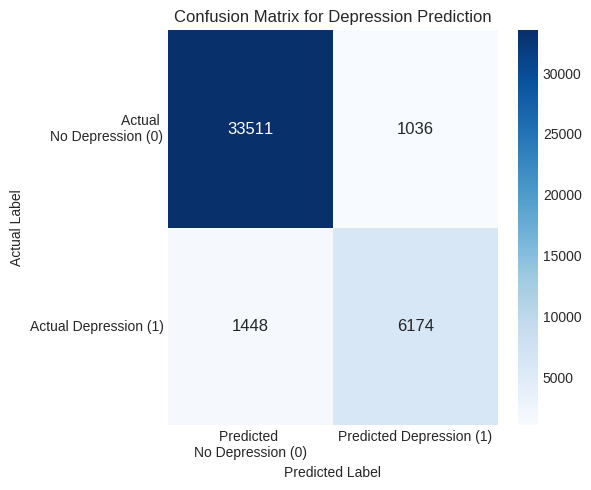 Confusion Matrix for Depression Prediction
Actual Label
Actual
No Depression (0)
33511
1036
Actual Depression (1)
1448
6174
Predicted
No Depression (0)
Predicted Depression (1)
Predicted Label
30000
25000
20000
15000
10000
5000